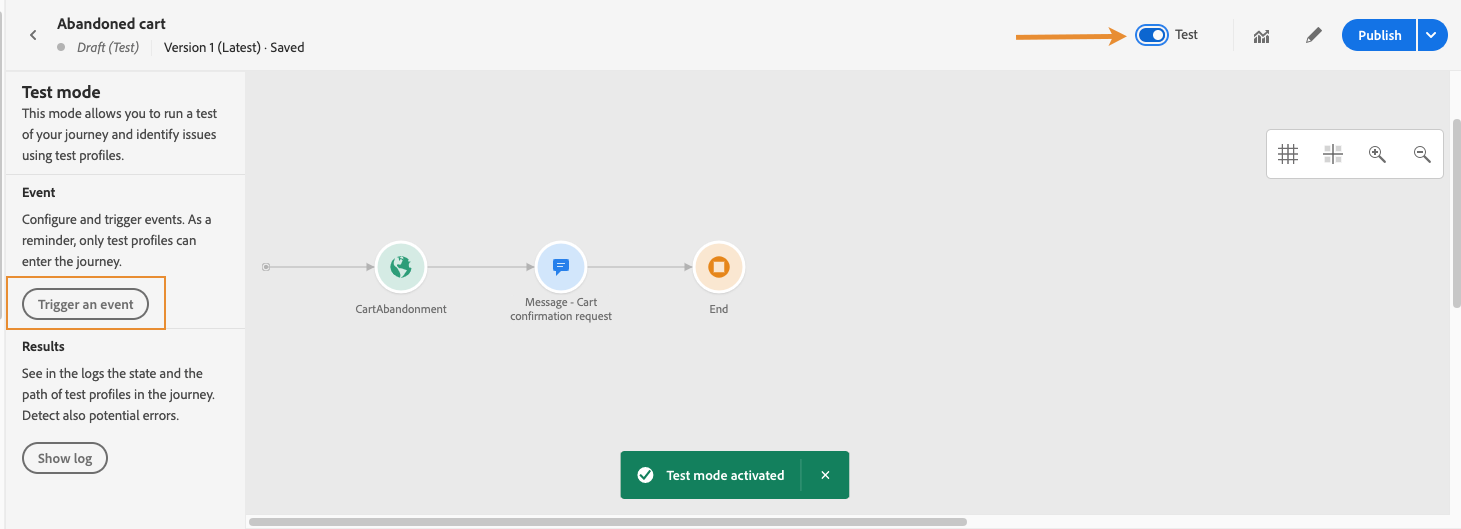 Abandoned cart
Draft (Test)
Version 1 (Latest) · Saved
Test
Publish
Test mode
This mode allows you to run a test
of your journey and identify issues
using test profiles.
Event
Configure and trigger events. As a
reminder, only test profiles can
enter the journey.
Trigger an event
Results
See in the logs the state and the
path of test profiles in the journey.
Detect also potential errors.
Show log
CartAbandonment
Message - Cart
confirmation request
End
Test mode activated